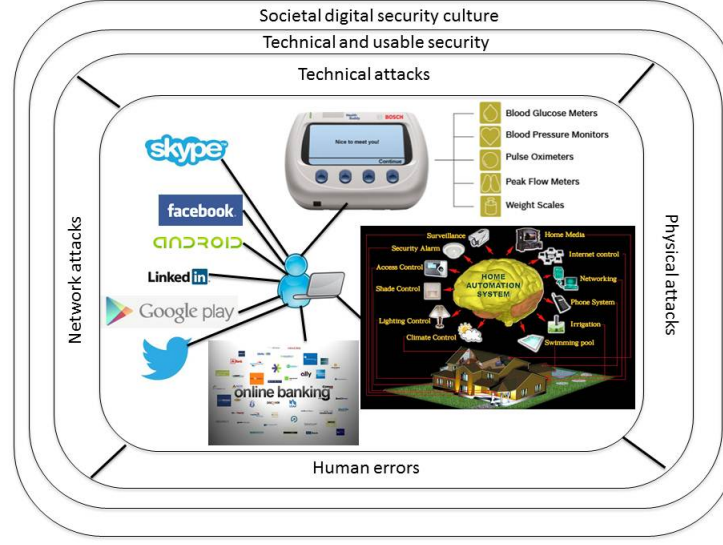 Societal digital security culture
Technical and usable security
Technical attacks
Network attacks
Physical attacks
Human errors
skype
facebook
ANDROID
Linked in
Google play
BOSCH
Nice to meet you!
Continue
Blood Glucose Meters
Blood Pressure Monitors
Pulse Oximeters
Peak Flow Meters
Weight Scales
HOME
AUTOMATION
SYSTEM
Surveillance
Security Alarm
Access Control
Shade Control
Lighting Control
Climate Control
Home Media
Internet control
Networking
Phone System
Irrigation
Swimming pool
online banking
ally